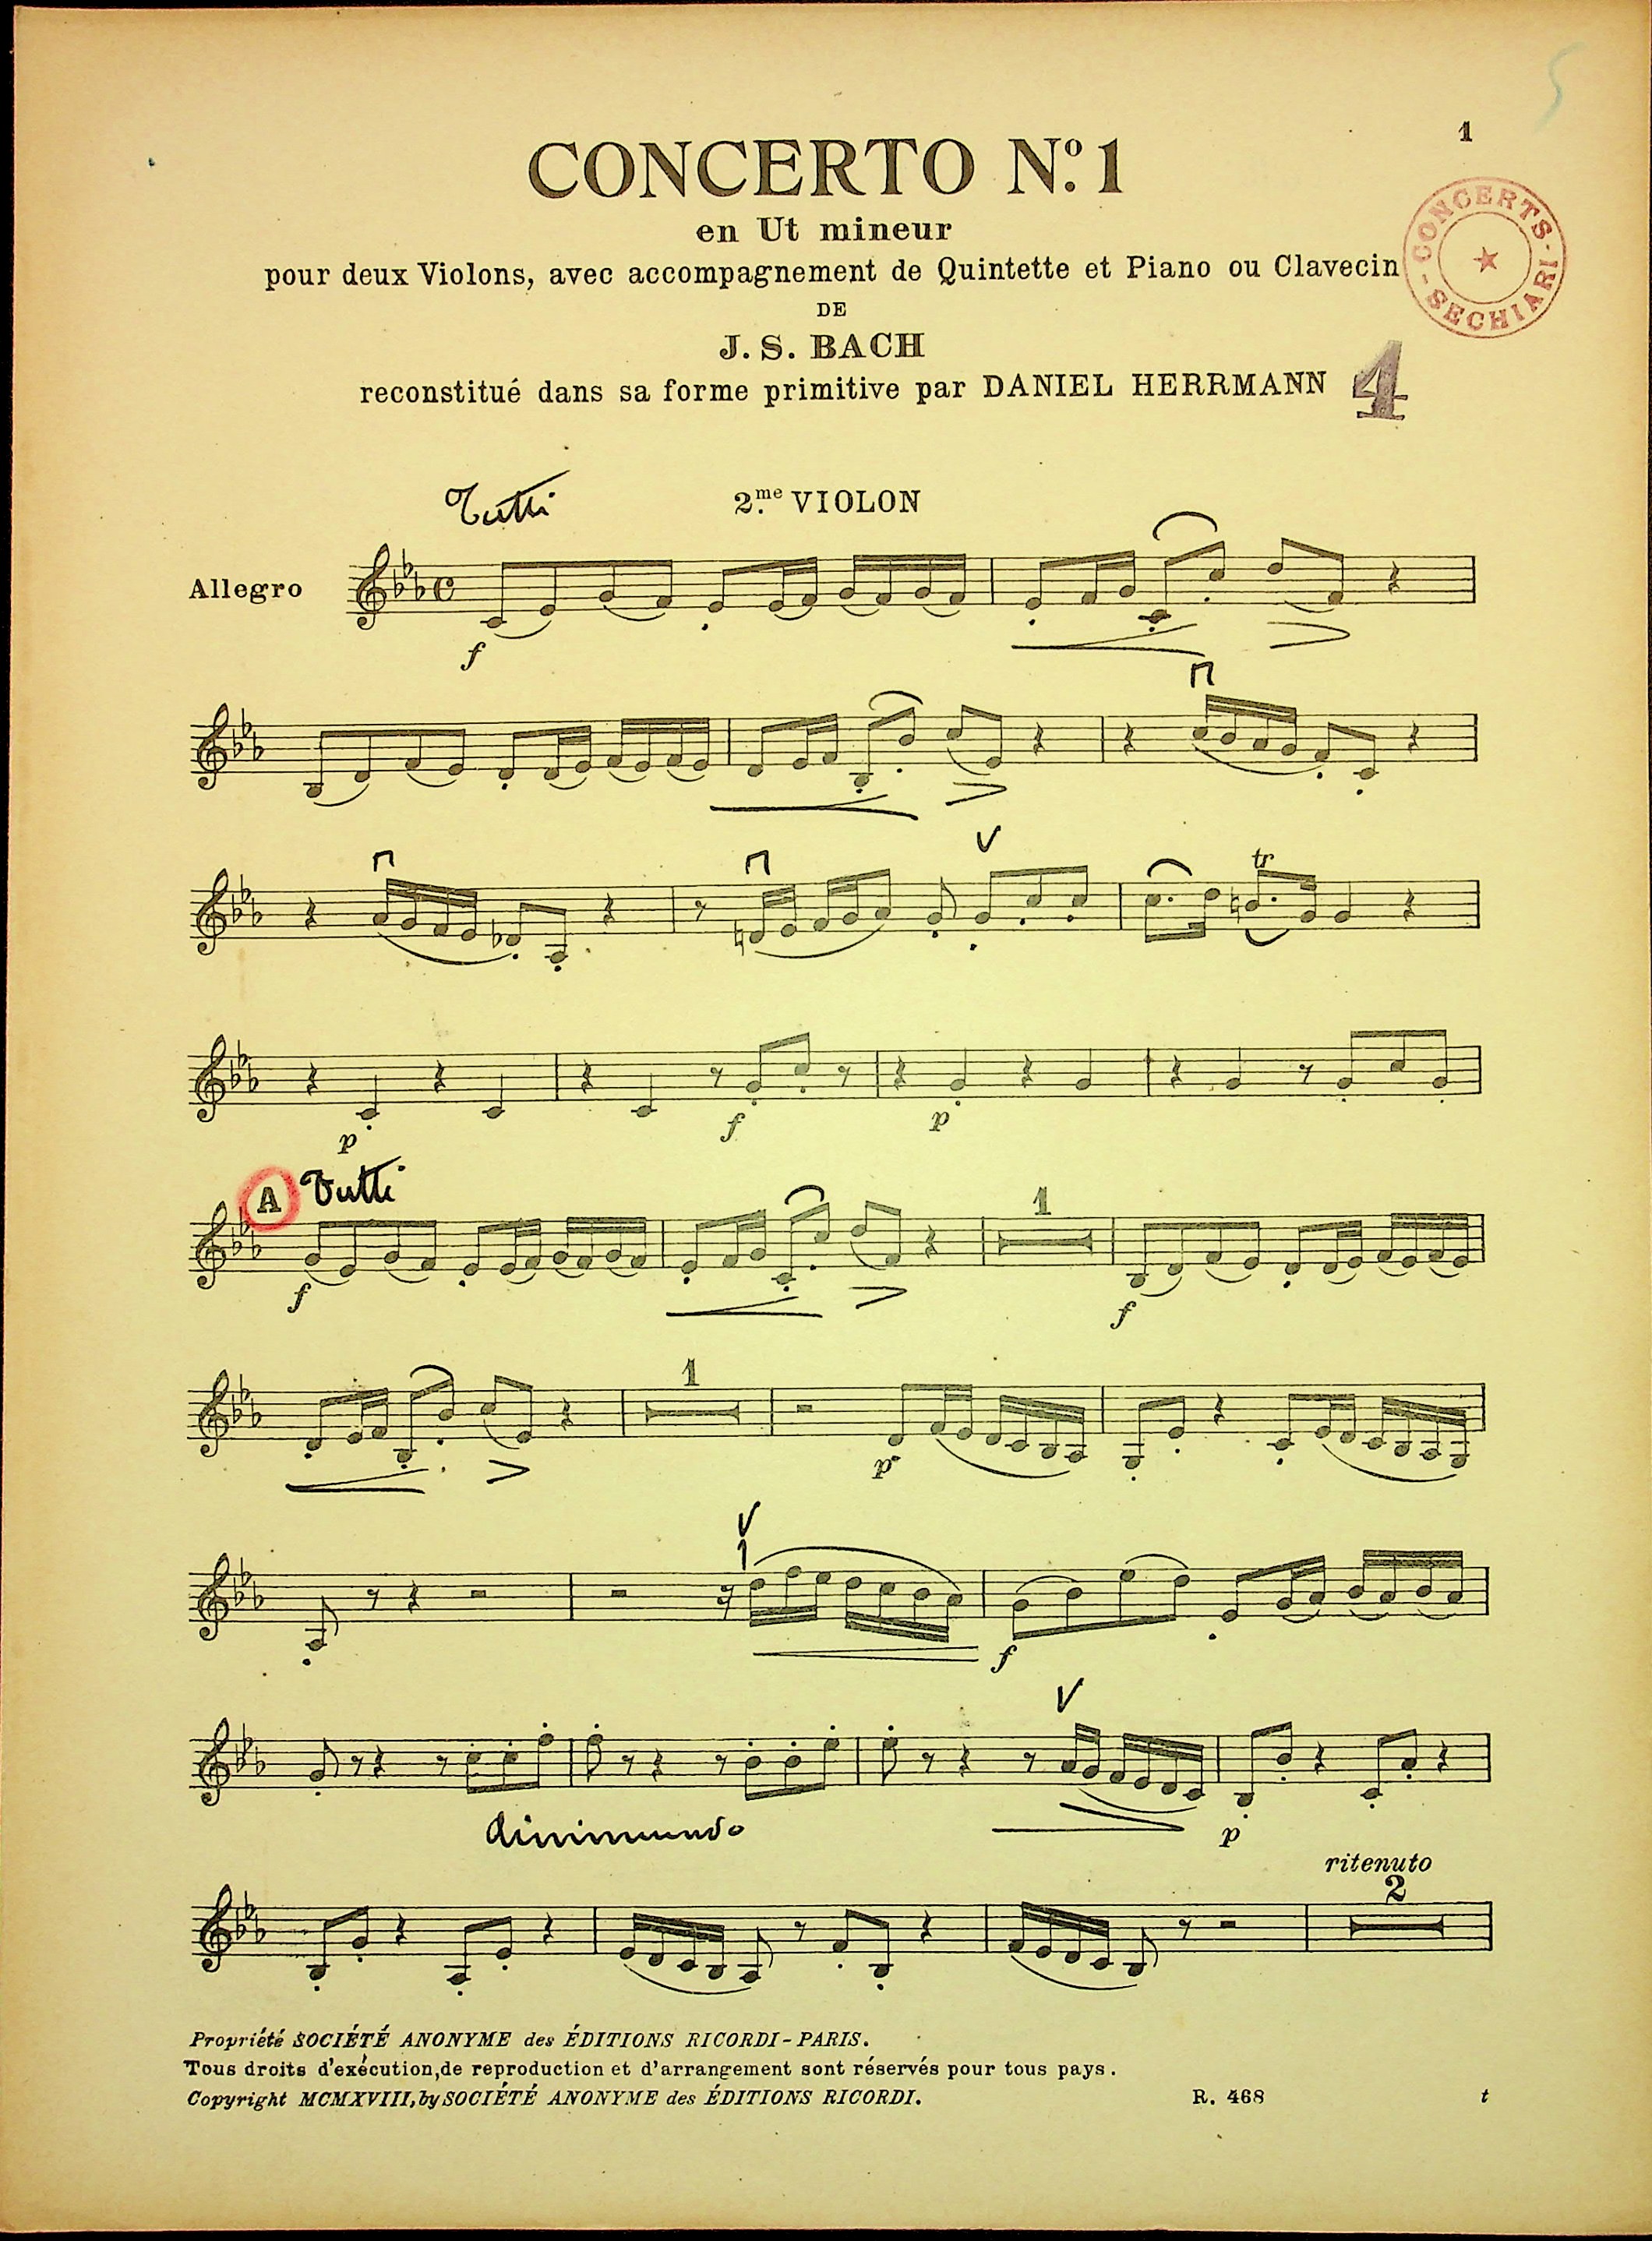 5
1
CONCERTO Nº. 1
en Ut mineur
pour deux Violons, avec accompagnement de Quintette et Piano ou Clavecin
CONCERTS - SECHIARI -
DE
J. S. BACH
reconstitué dans sa forme primitive par DANIEL HERRMANN
4
Tutti
2.me VIOLON
Allegro
f
tr
p
f
p
A Tutti
1
f
f
1
p
f
diminuendo
p
ritenuto
2
Propriété SOCIÉTÉ ANONYME des ÉDITIONS RICORDI-PARIS.
Tous droits d'exécution, de reproduction et d'arrangement sont réservés pour tous pays.
Copyright MCMXVIII, by SOCIÉTÉ ANONYME des ÉDITIONS RICORDI.
R. 468
t